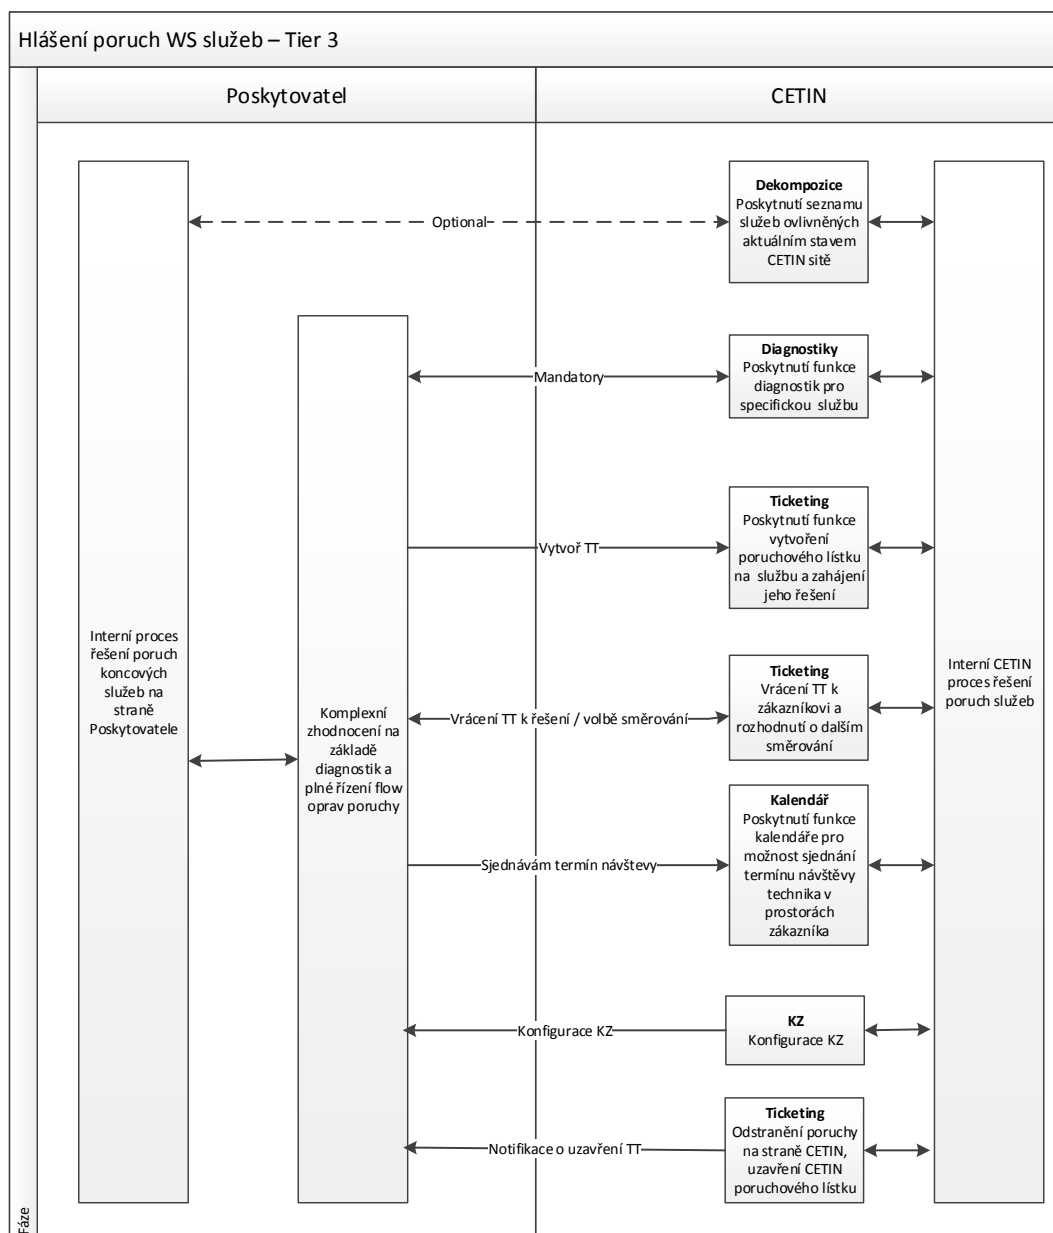 Hlášení poruch WS služeb – Tier 3
Poskytovatel
CETIN
Dekompozice
Poskytnutí seznamu
služeb ovlivněných
aktuálním stavem
CETIN sítě
Optional
Diagnostiky
Poskytnutí funkce
diagnostik pro
specifickou službu
Mandatory
Ticketing
Poskytnutí funkce
vytvoření
poruchového lístku
na službu a zahájení
jeho řešení
Vytvoř TT
Interní proces
řešení poruch
koncových
služeb na
straně
Poskytovatele
Komplexní
zhodnocení na
základě
diagnostik a
plné řízení flow
oprav poruchy
Vrácení TT k řešení / volbě směrování
Ticketing
Vrácení TT k
zákazníkovi a
rozhodnutí o dalším
směrování
Interní CETIN
proces řešení
poruch služeb
Sjednávám termín návštevy
Kalendář
Poskytnutí funkce
kalendáře pro
možnost sjednání
termínu návštěvy
technika v
prostorách
zákazníka
Konfigurace KZ
KZ
Konfigurace KZ
Notifikace o uzavření TT
Ticketing
Odstranění poruchy
na straně CETIN,
uzavření CETIN
poruchového lístku
Fáze